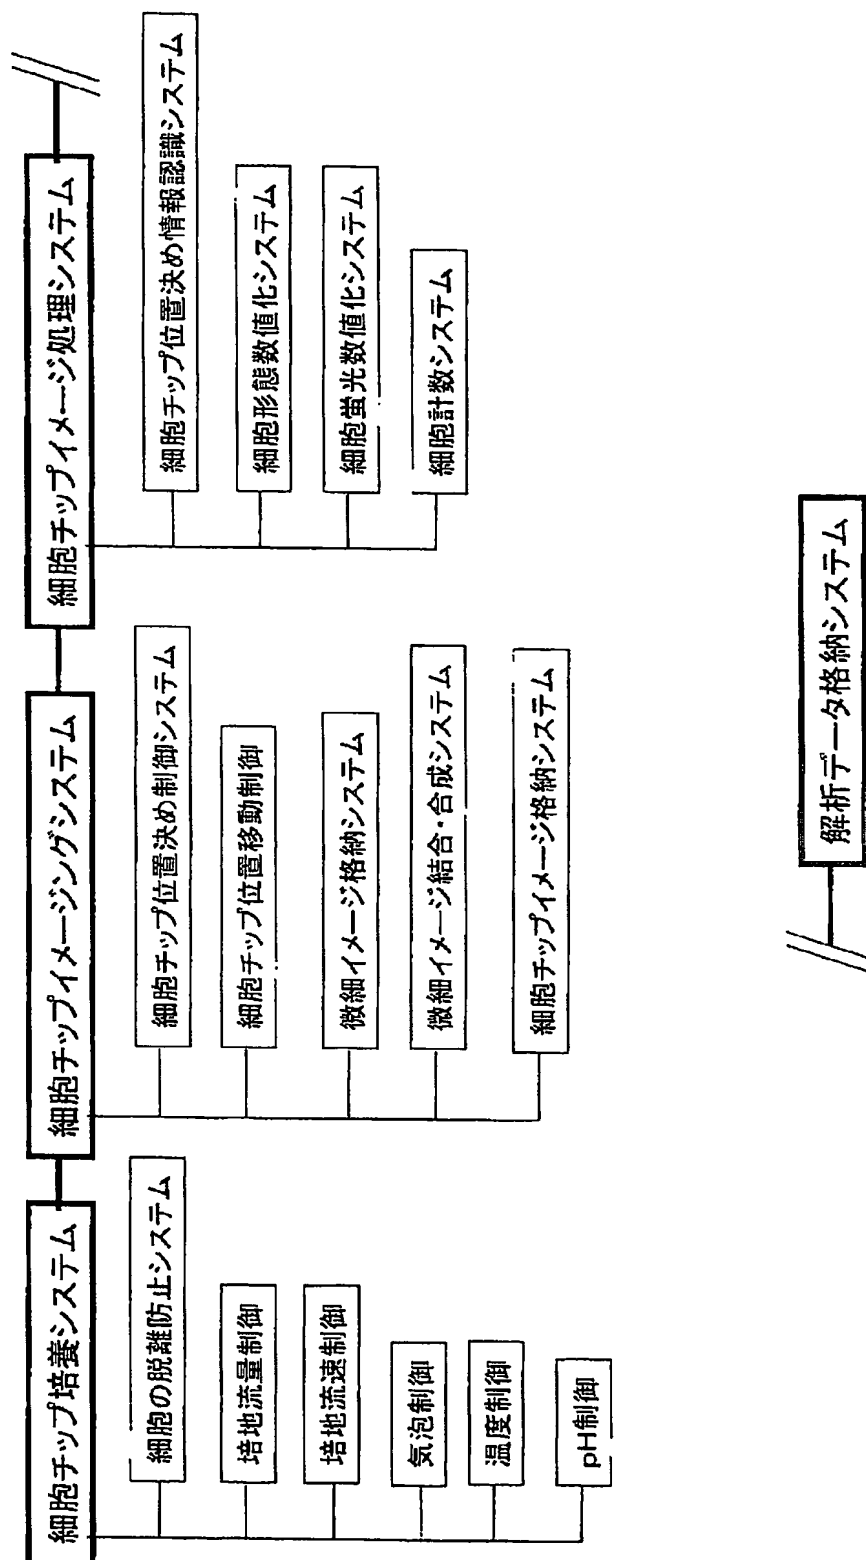 細胞チップ培養システム
細胞の脱離防止システム
培地流量制御
培地流速制御
気泡制御
温度制御
pH制御
細胞チップイメージングシステム
細胞チップ位置決め制御システム
細胞チップ位置移動制御
微細イメージ格納システム
微細イメージ結合・合成システム
細胞チップイメージ格納システム
細胞チップイメージ処理システム
細胞チップ位置決め情報認識システム
細胞形態数値化システム
細胞蛍光数値化システム
細胞計数システム
解析データ格納システム